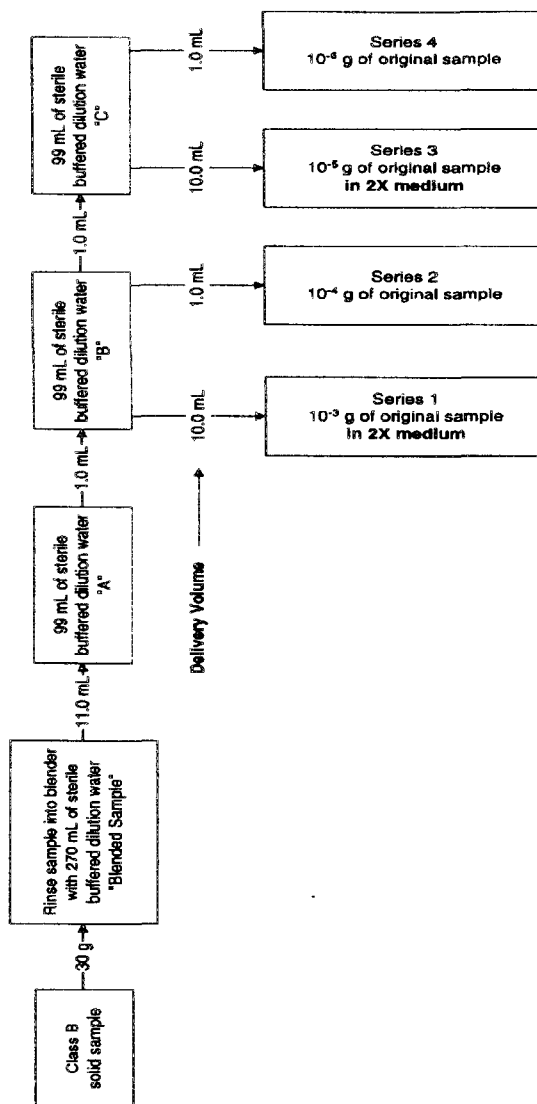 Class B
solid sample
30 g
Rinse sample into blender
with 270 mL of sterile
buffered dilution water
"Blended Sample"
11.0 mL
99 mL of sterile
buffered dilution water
"A"
1.0 mL
99 mL of sterile
buffered dilution water
"B"
1.0 mL
99 mL of sterile
buffered dilution water
"C"
Delivery Volume
10.0 mL
1.0 mL
10.0 mL
1.0 mL
Series 1
10⁻³ g of original sample
in 2X medium
Series 2
10⁻⁴ g of original sample
Series 3
10⁻⁵ g of original sample
in 2X medium
Series 4
10⁻⁶ g of original sample